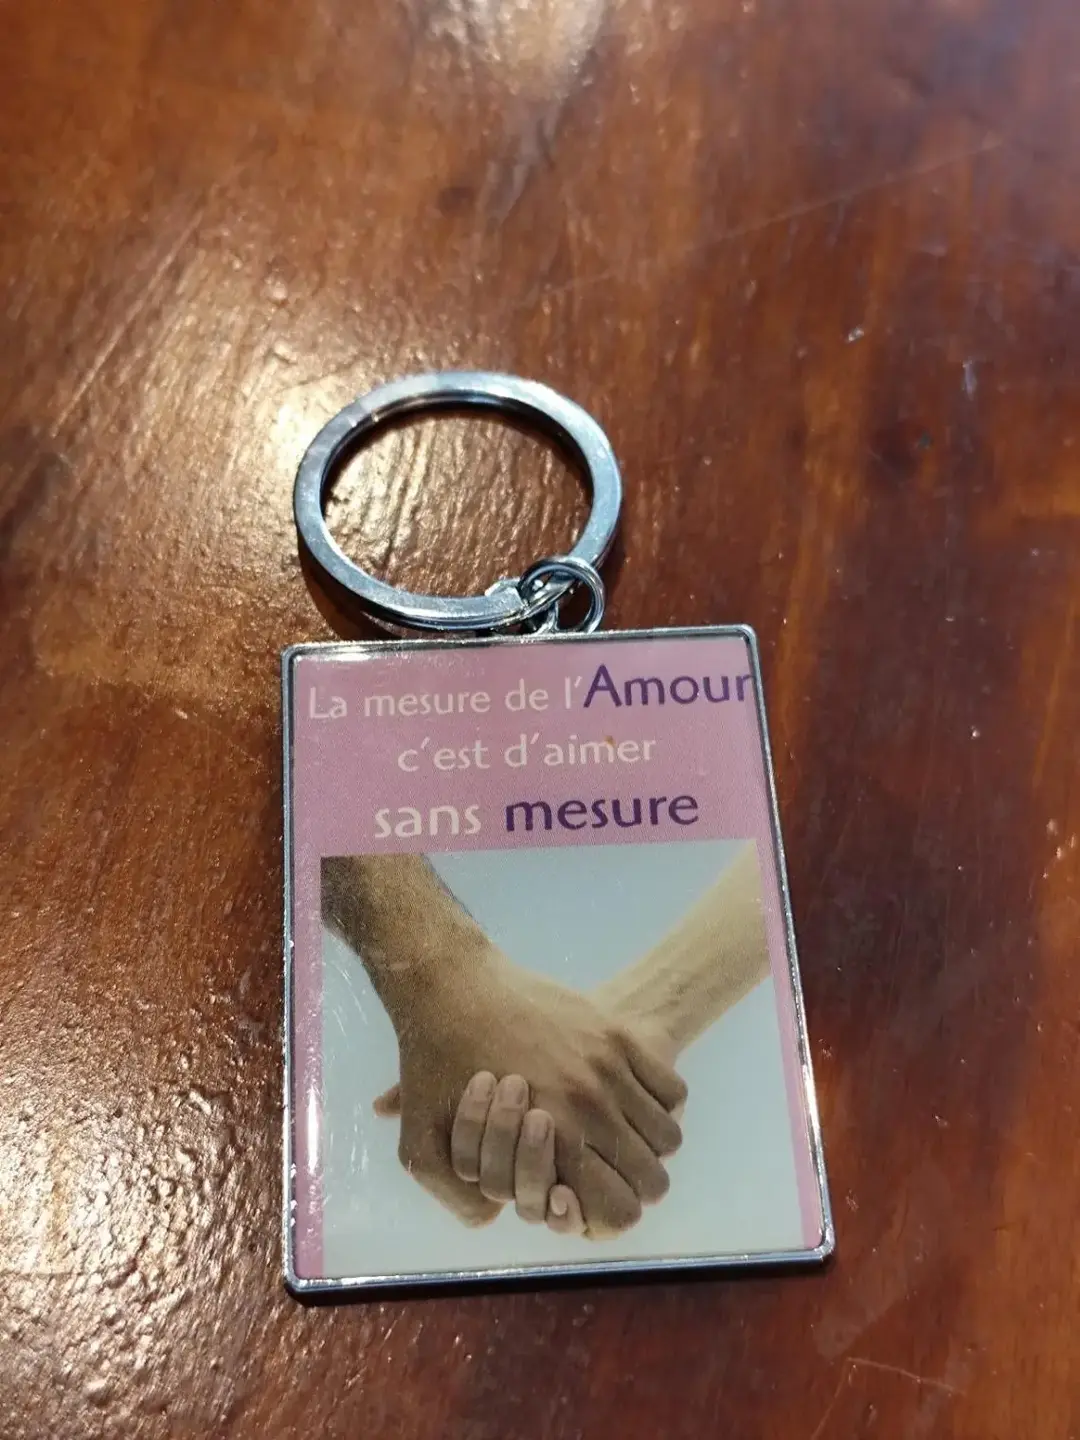 La mesure de l'Amour
c'est d'aimer
sans mesure